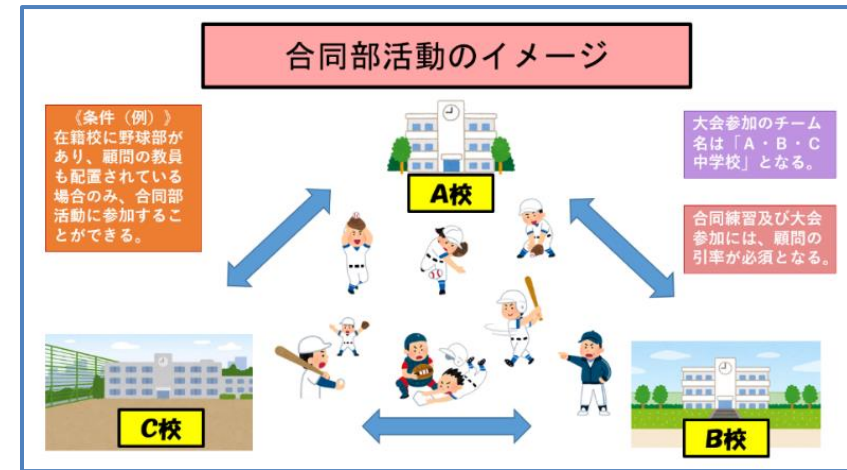 合同部活動のイメージ
《条件（例）》
在籍校に野球部が
あり、顧問の教員
も配置されている
場合のみ、合同部
活動に参加するこ
とができる。
A校
大会参加のチーム
名は「A・B・C
中学校」となる。
合同練習及び大会
参加には、顧問の
引率が必須となる。
C校
B校